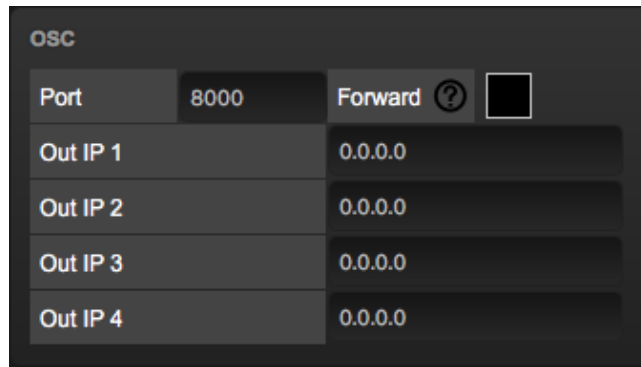 OSC
Port 8000 Forward ?
Out IP 1 0.0.0.0
Out IP 2 0.0.0.0
Out IP 3 0.0.0.0
Out IP 4 0.0.0.0